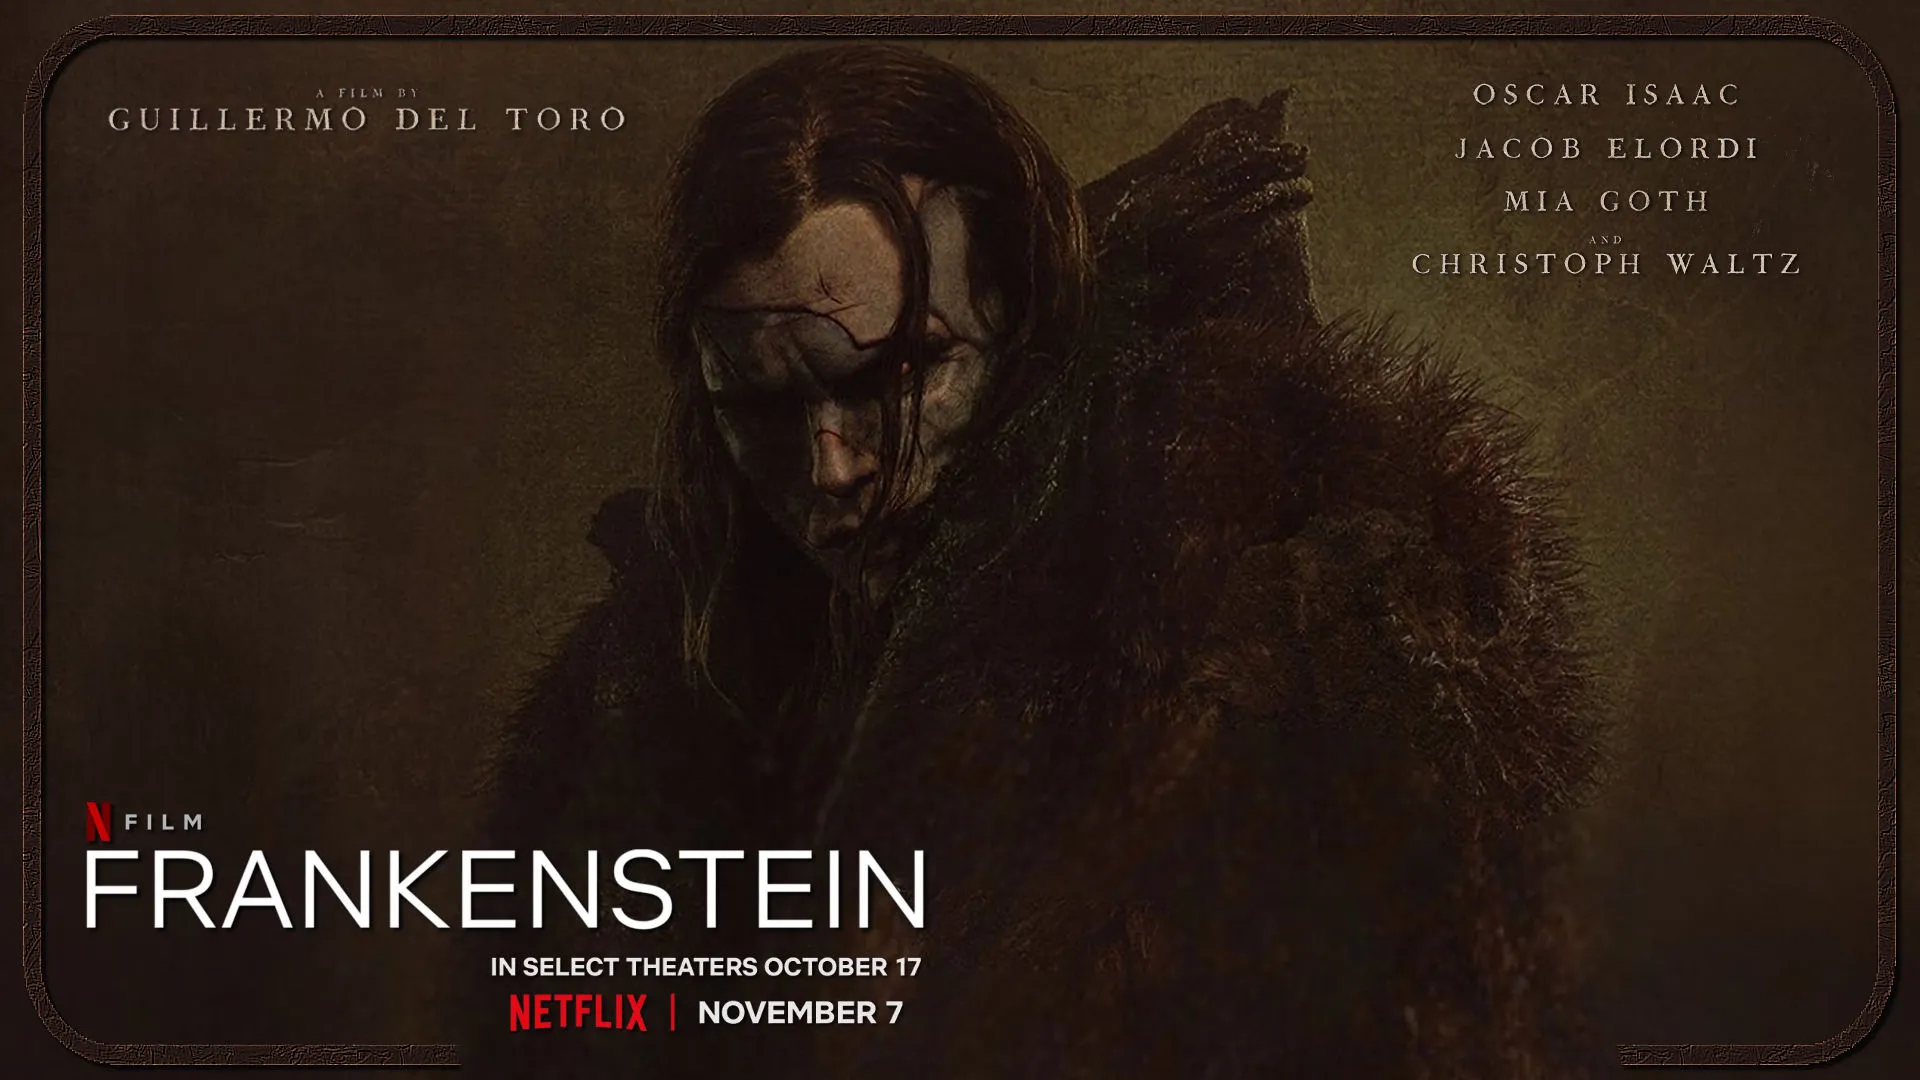 A FILM BY
GUILLERMO DEL TORO
OSCAR ISAAC
JACOB ELORDI
MIA GOTH
AND
CHRISTOPH WALTZ
N FILM
FRANKENSTEIN
IN SELECT THEATERS OCTOBER 17
NETFLIX | NOVEMBER 7